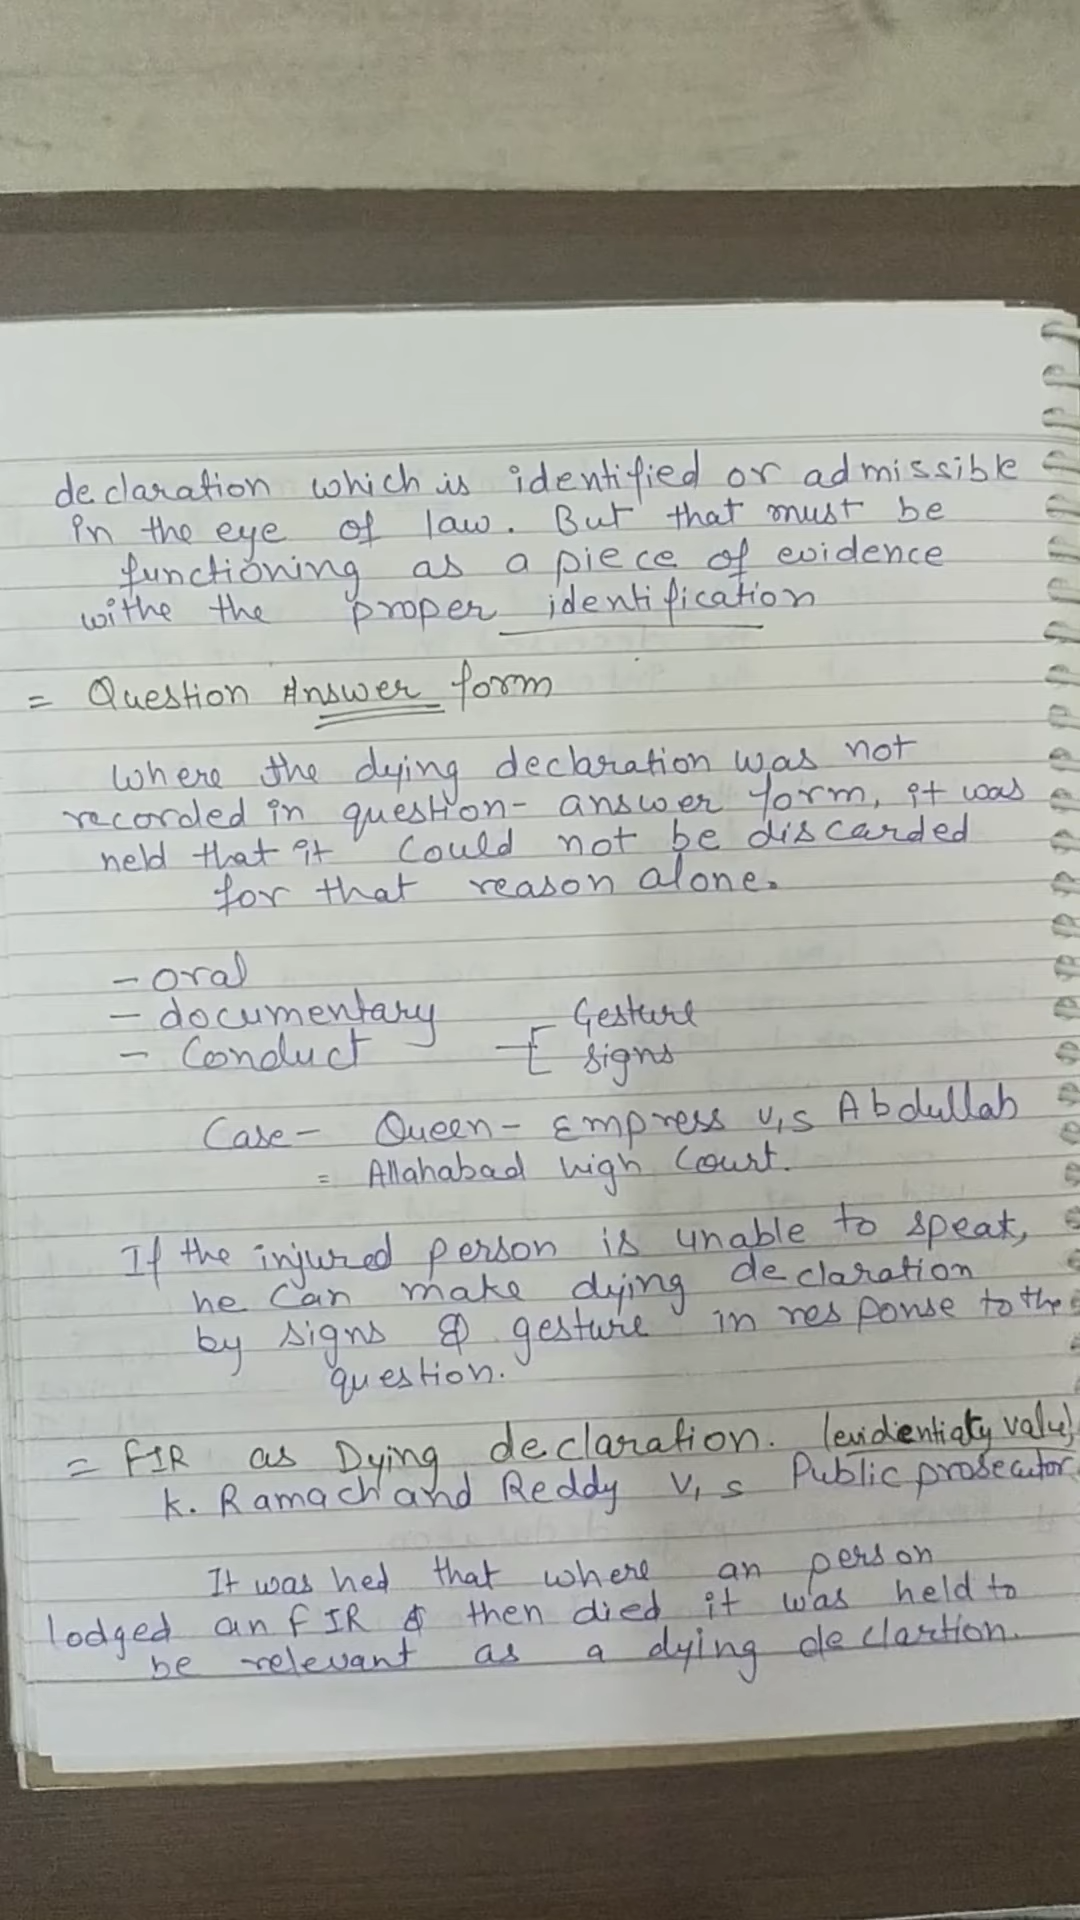 declaration which is identified or admissible
in the eye of law. But that must be
functioning as a piece of evidence
withe the proper identification
= Question Answer form
Where the dying declaration was not
recorded in question- answer form, it was
held that it could not be discarded
for that reason alone.
- oral
- documentary
- Conduct
Gesture
signs
Case - Queen - Empress v,s Abdullah
= Allahabad high Court.
If the injured person is unable to speak,
he can make dying declaration
by signs & gesture in response to the
question.
= FIR as Dying declaration. (evidentiaty value)
K. Ramachand Reddy v,s Public prosecutor
It was hed that where an person
lodged an FIR & then died it was held to
be relevant as a dying declartion.